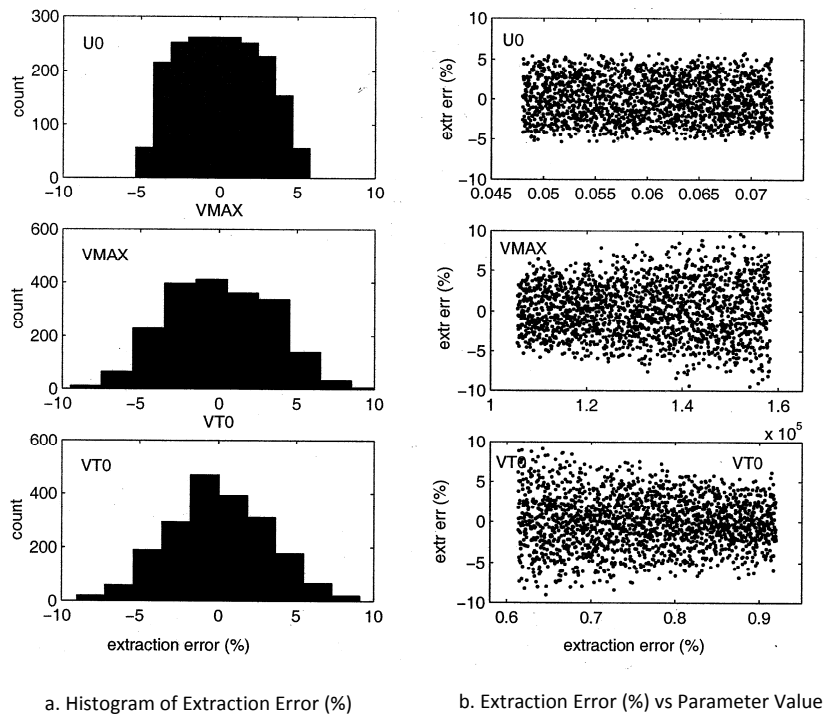 300
200
100
0
count
U0
−10
−5
0
5
10
VMAX
600
400
200
0
count
VMAX
−10
−5
0
5
10
VT0
600
400
200
0
count
VT0
−10
−5
0
5
10
extraction error (%)
10
5
0
−5
−10
extr err (%)
U0
0.045
0.05
0.055
0.06
0.065
0.07
10
5
0
−5
−10
extr err (%)
VMAX
1
1.2
1.4
1.6
x 10⁵
10
5
0
−5
−10
extr err (%)
VT0
VT0
0.6
0.7
0.8
0.9
extraction error (%)
a. Histogram of Extraction Error (%)
b. Extraction Error (%) vs Parameter Value